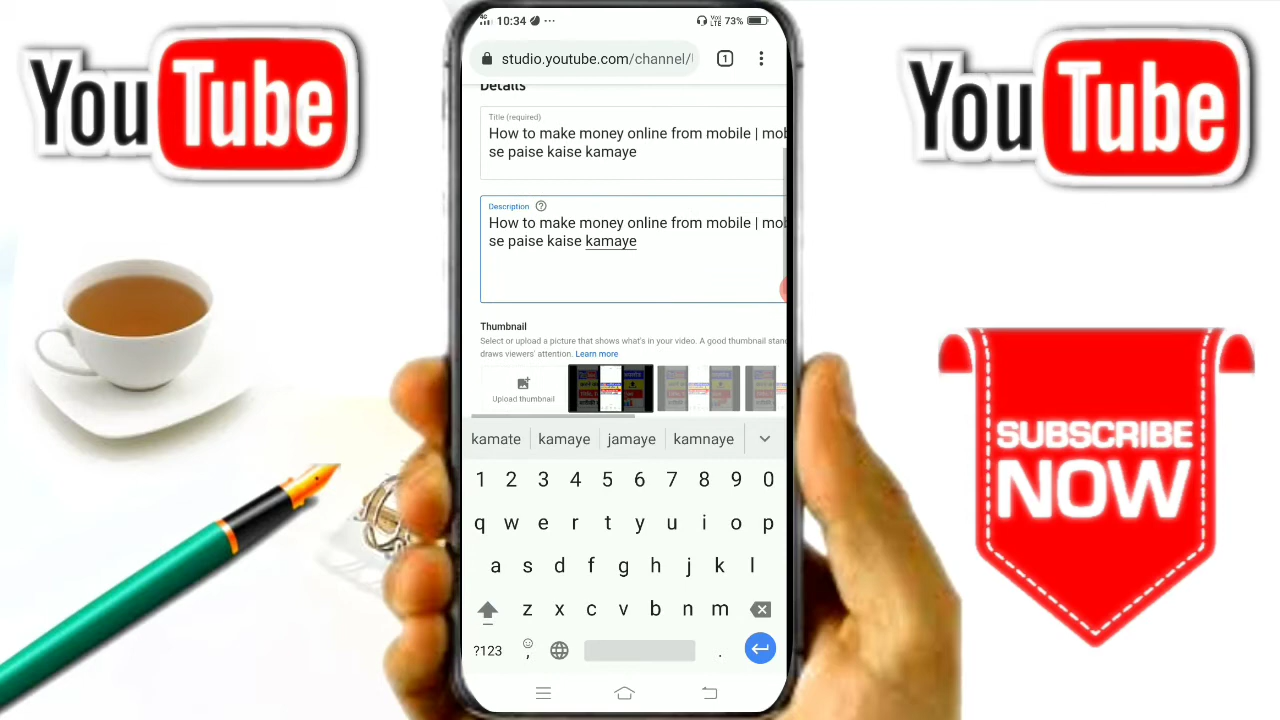 YouTube
YouTube
10:34
4G
VoLTE
73%
studio.youtube.com/channel/
1
Details
Title (required)
How to make money online from mobile | mob
se paise kaise kamaye
Description
How to make money online from mobile | mob
se paise kaise kamaye
Thumbnail
Select or upload a picture that shows what's in your video. A good thumbnail stand
draws viewers' attention. Learn more
Upload thumbnail
kamate kamaye jamaye kamnaye
1 2 3 4 5 6 7 8 9 0
q w e r t y u i o p
a s d f g h j k l
z x c v b n m
?123 , .
SUBSCRIBE
NOW